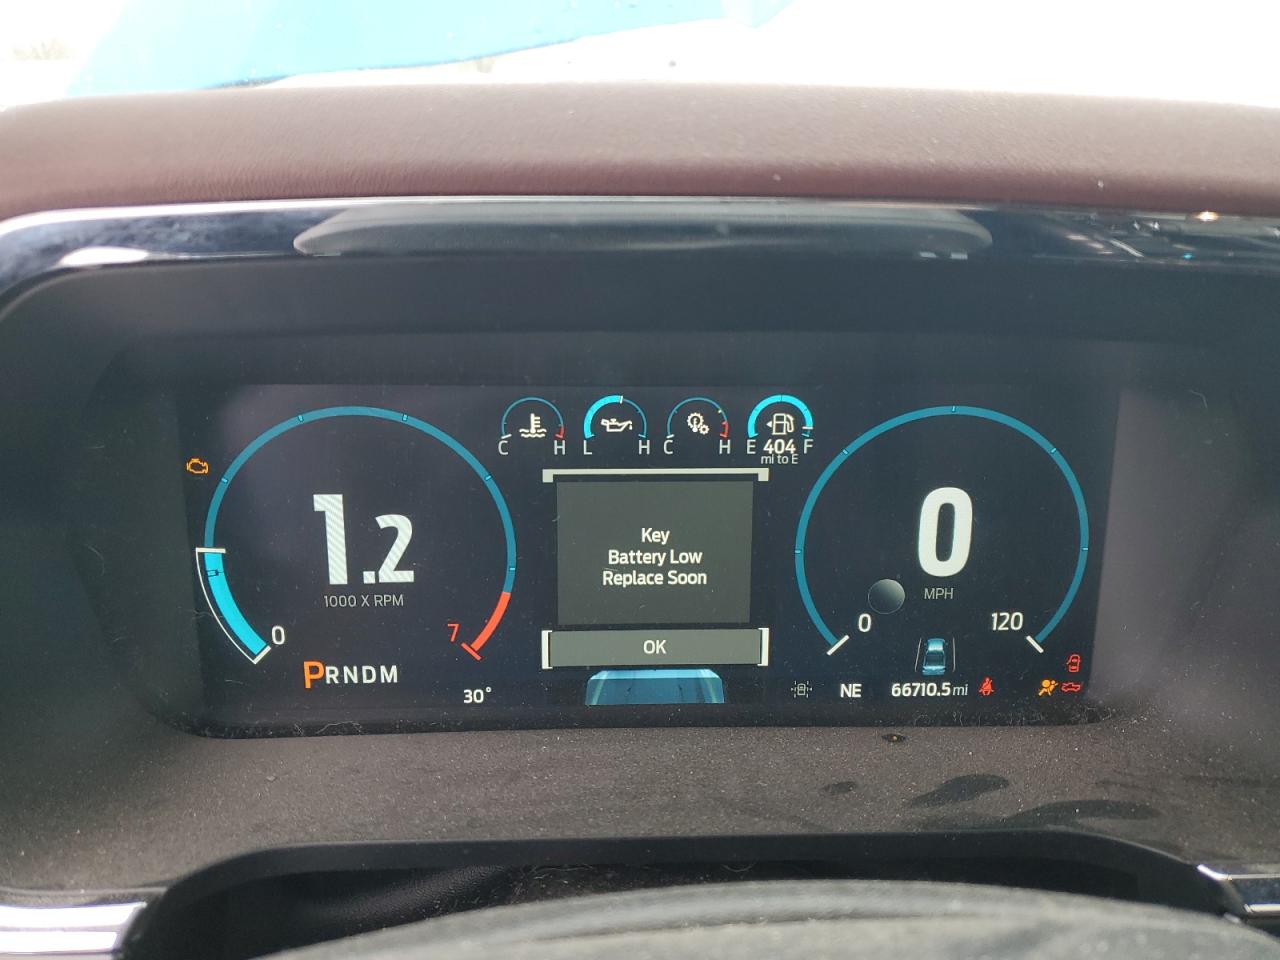 C H L H C H E 404 F
mi to E
Key
Battery Low
Replace Soon
OK
1.2
1000 X RPM
0
7
PRNDM
30°
0
MPH
0
120
NE
66710.5 mi